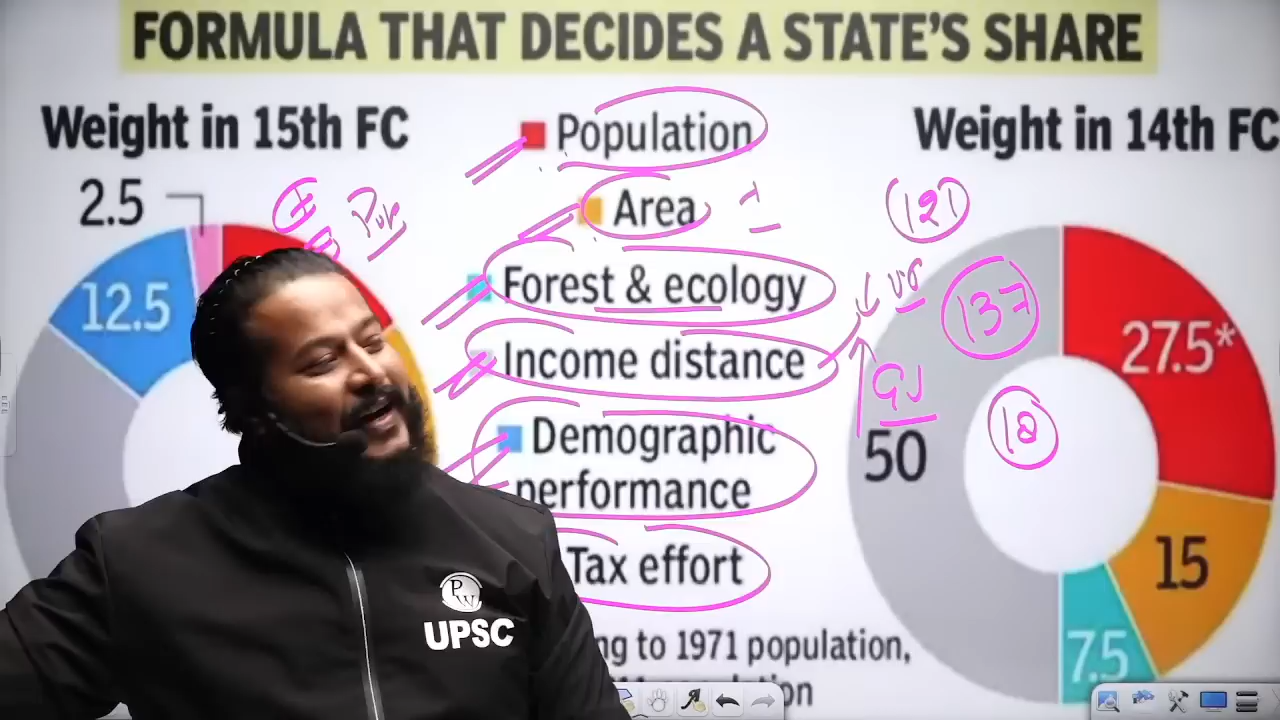 FORMULA THAT DECIDES A STATE'S SHARE
Weight in 15th FC
2.5
12.5
Population
Area
Forest & ecology
Income distance
Demographic
performance
Tax effort
ng to 1971 population,
Weight in 14th FC
27.5*
15
7.5
50
121
137
18
GJ
PW
UPSC